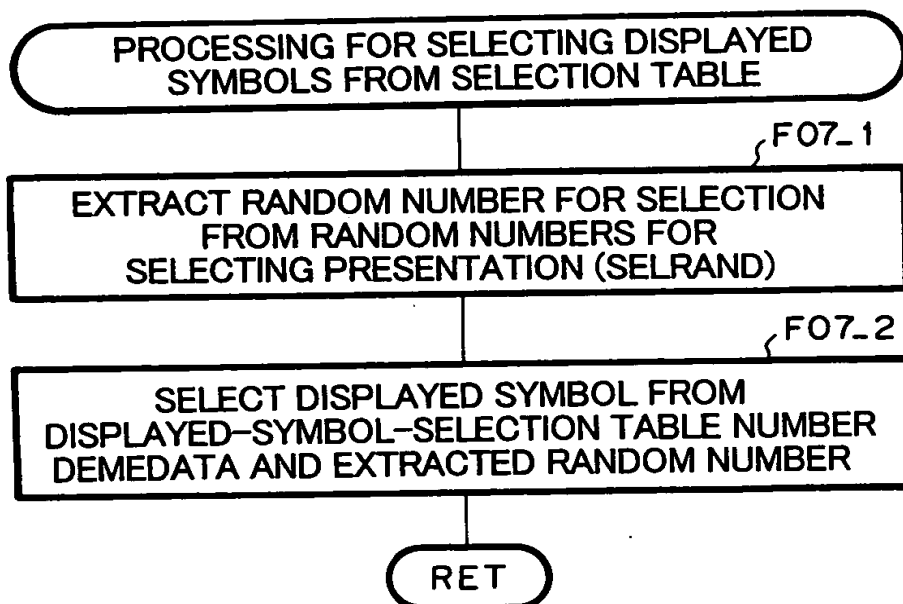 PROCESSING FOR SELECTING DISPLAYED
SYMBOLS FROM SELECTION TABLE
F07_1
EXTRACT RANDOM NUMBER FOR SELECTION
FROM RANDOM NUMBERS FOR
SELECTING PRESENTATION (SELRAND)
F07_2
SELECT DISPLAYED SYMBOL FROM
DISPLAYED-SYMBOL-SELECTION TABLE NUMBER
DEMEDATA AND EXTRACTED RANDOM NUMBER
RET